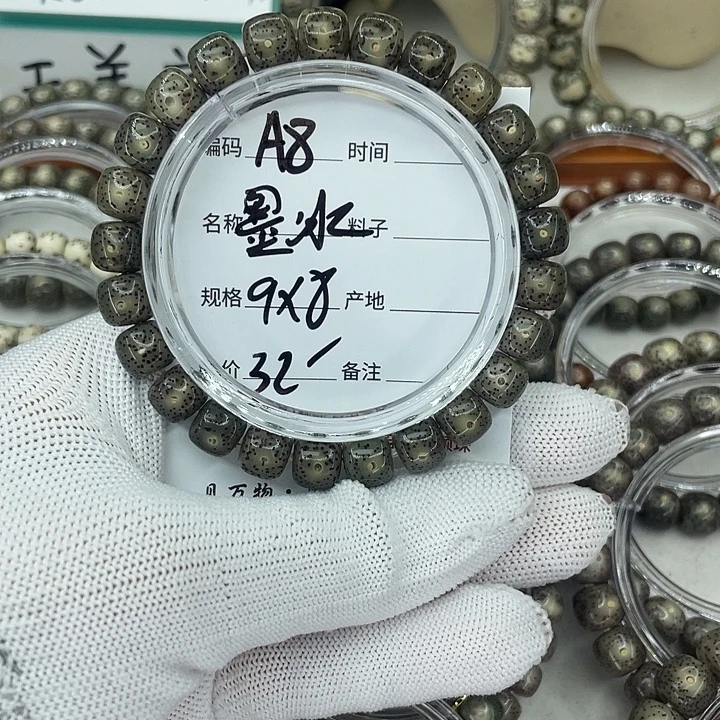 编码 A8 时间
名称 墨水 料子
规格 9X8 产地
价 32 备注